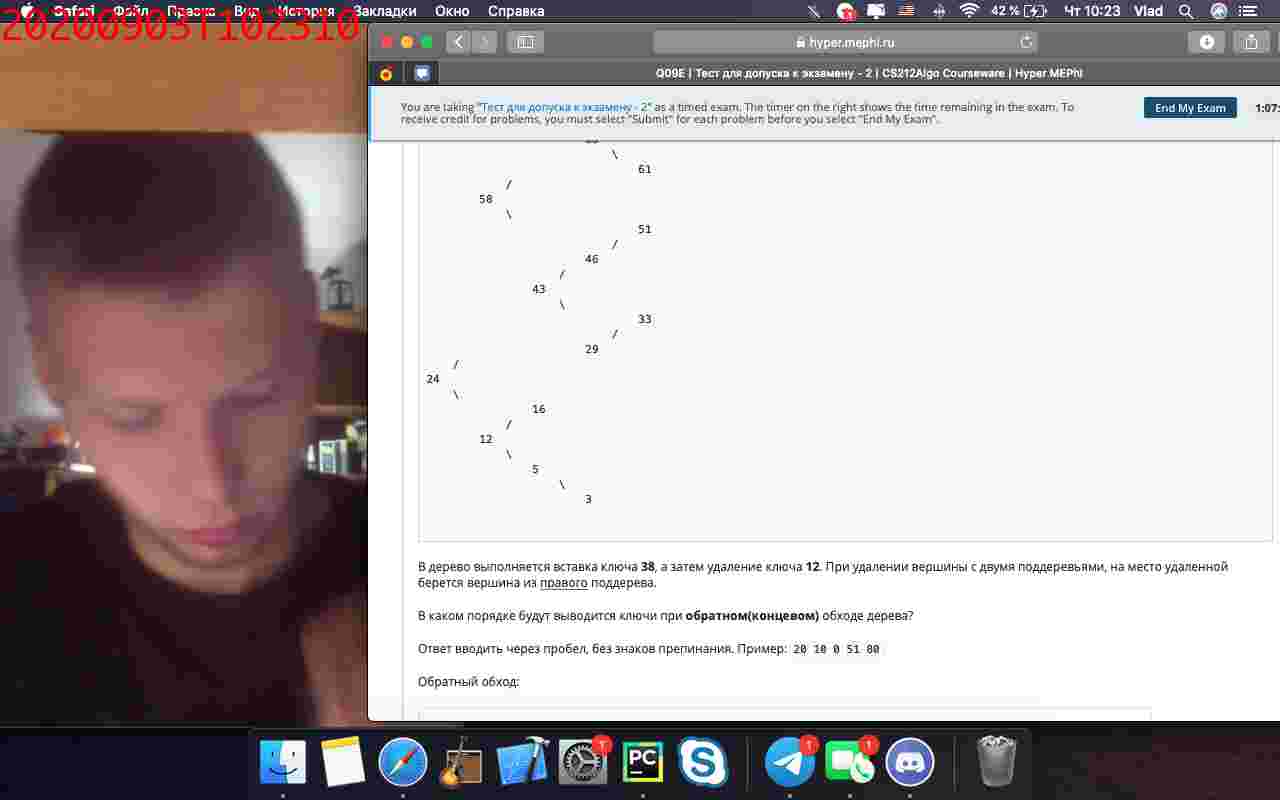 20200903T102310
Safari Файл Правка Вид История Закладки Окно Справка
42 % Чт 10:23 Vlad
hyper.mephi.ru
Q09E | Тест для допуска к экзамену - 2 | CS212Algo Courseware | Hyper.MEPhI
You are taking "Тест для допуска к экзамену - 2" as a timed exam. The timer on the right shows the time remaining in the exam. To
receive credit for problems, you must select "Submit" for each problem before you select "End My Exam".
End My Exam
1:07:
\
61
/
58
\
51
/
46
/
43
\
33
/
29
/
24
\
16
/
12
\
5
\
3
В дерево выполняется вставка ключа 38, а затем удаление ключа 12. При удалении вершины с двумя поддеревьями, на место удаленной
берется вершина из правого поддерева.
В каком порядке будут выводится ключи при обратном(концевом) обходе дерева?
Ответ вводить через пробел, без знаков препинания. Пример: 20 10 0 51 80
Обратный обход:
PC
1
1
1